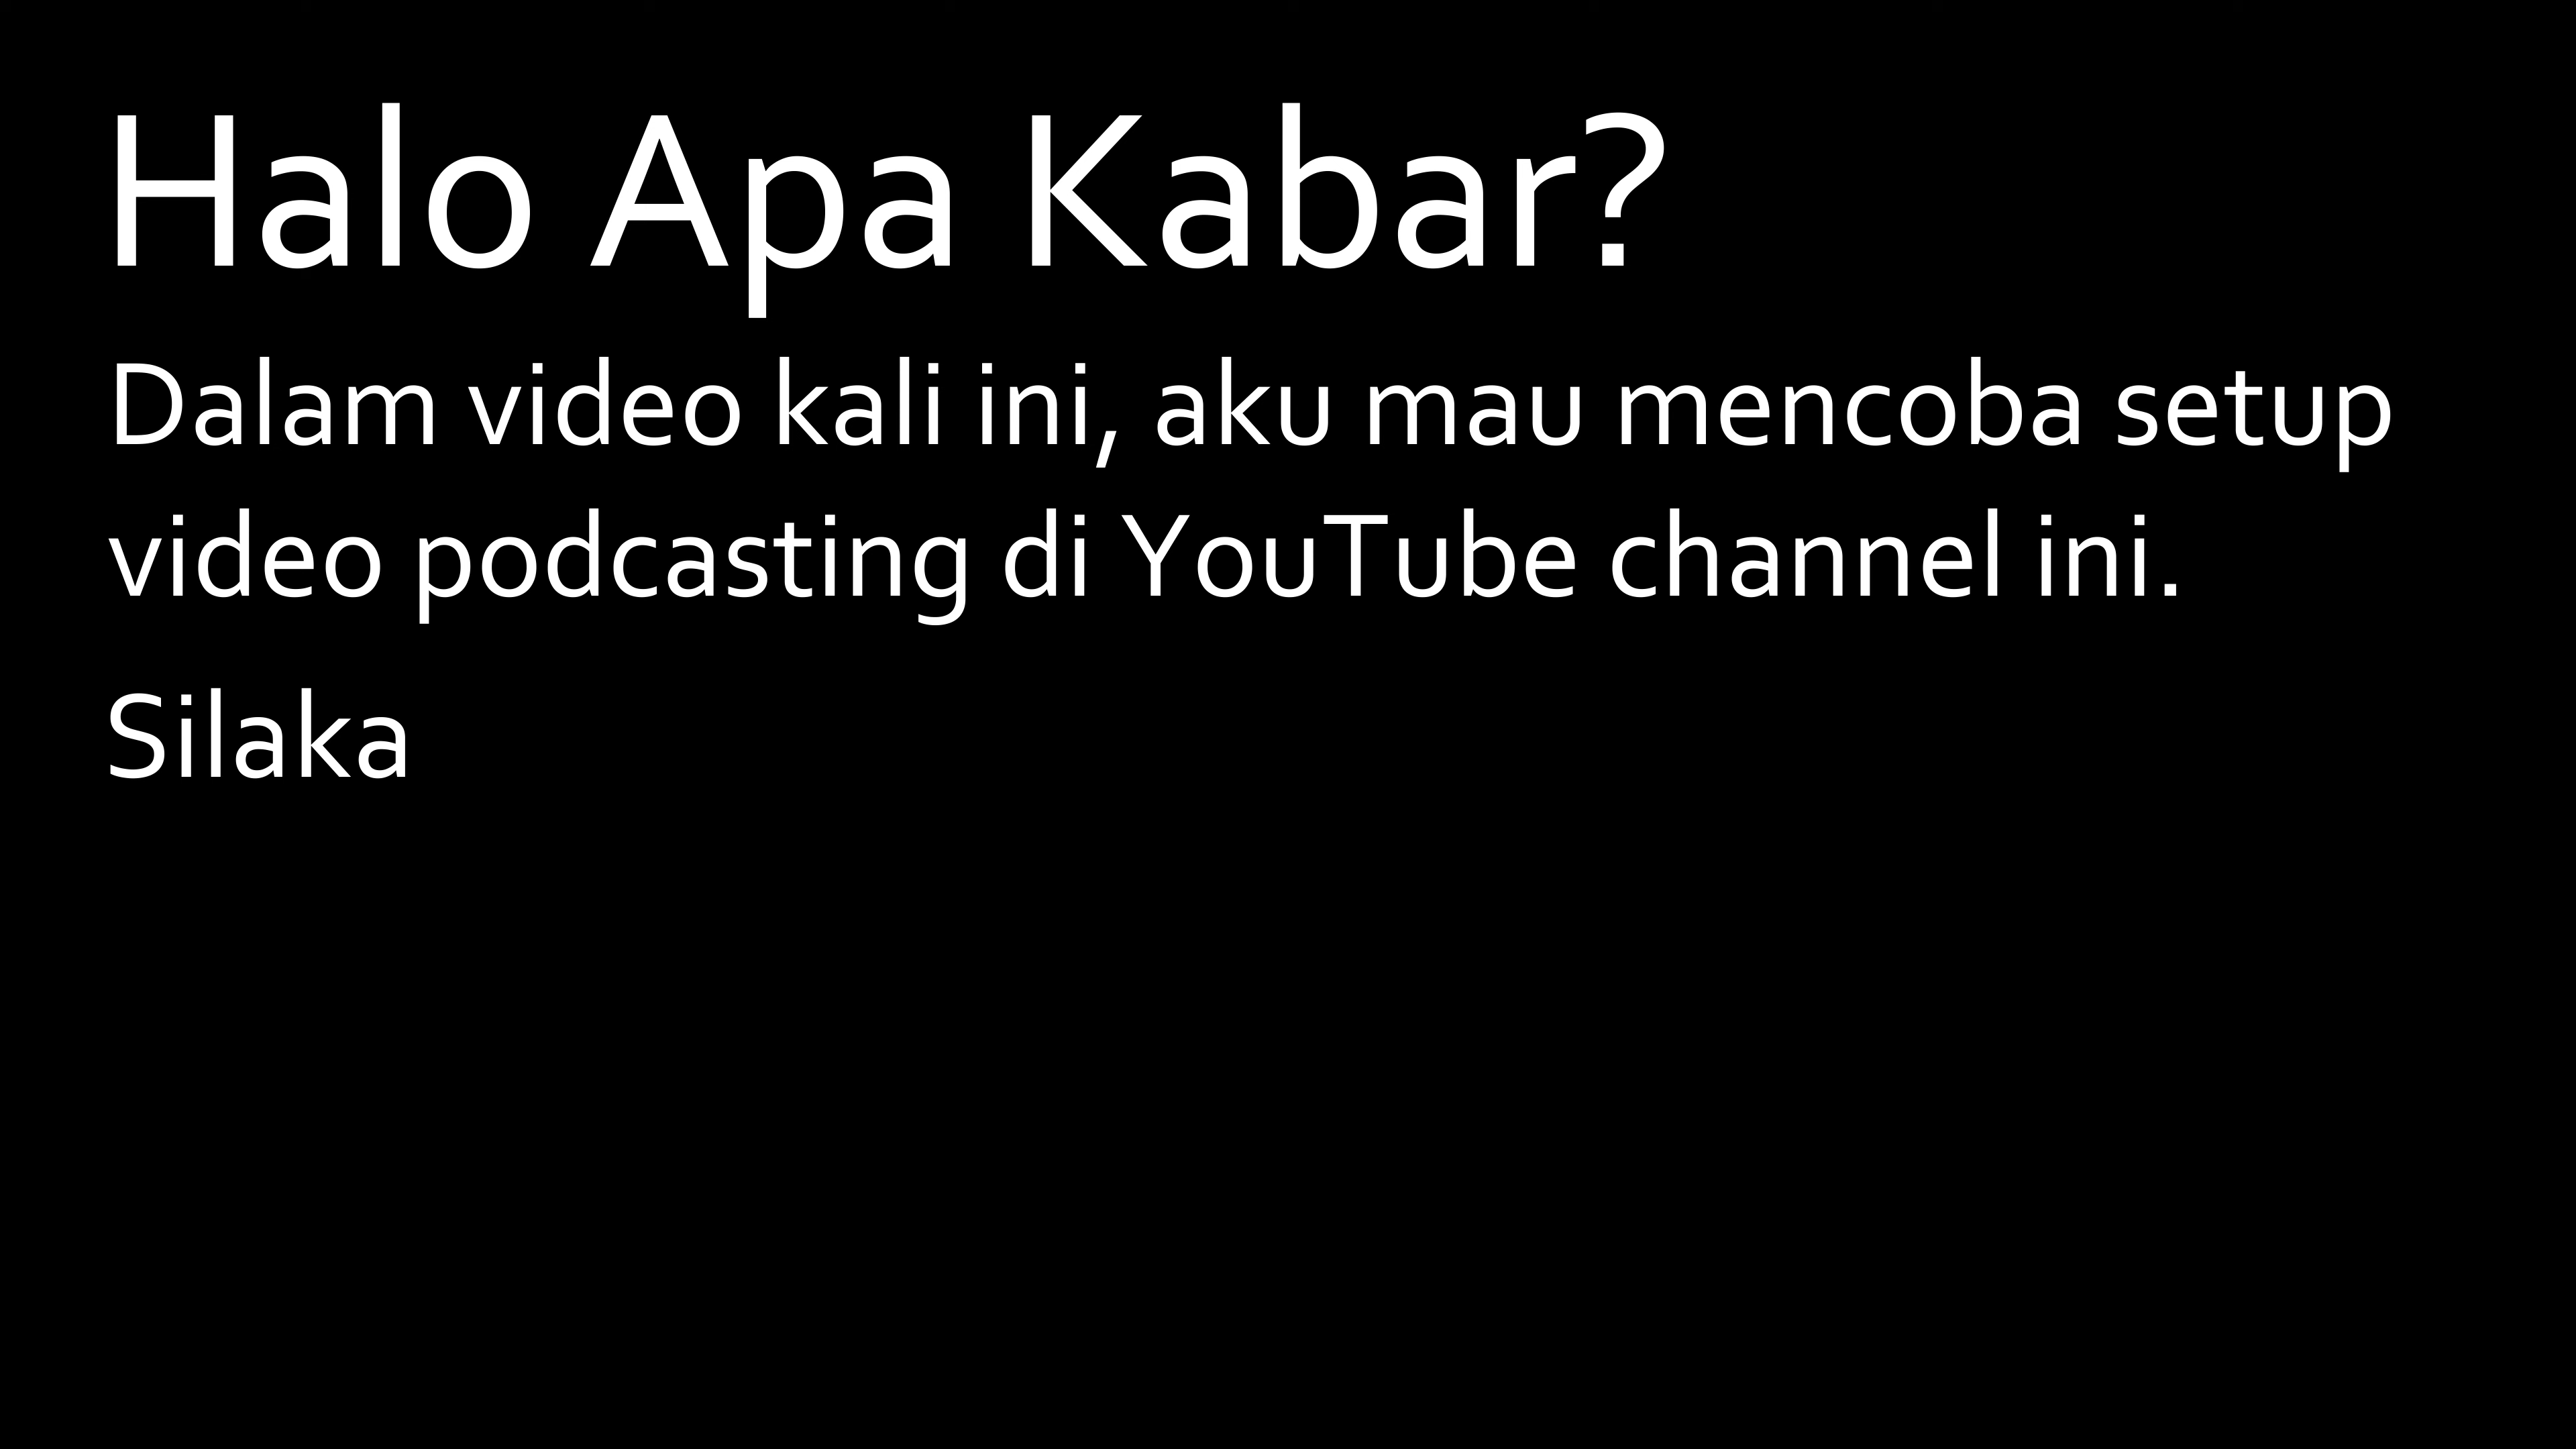 Halo Apa Kabar?
Dalam video kali ini, aku mau mencoba setup
video podcasting di YouTube channel ini.
Silaka